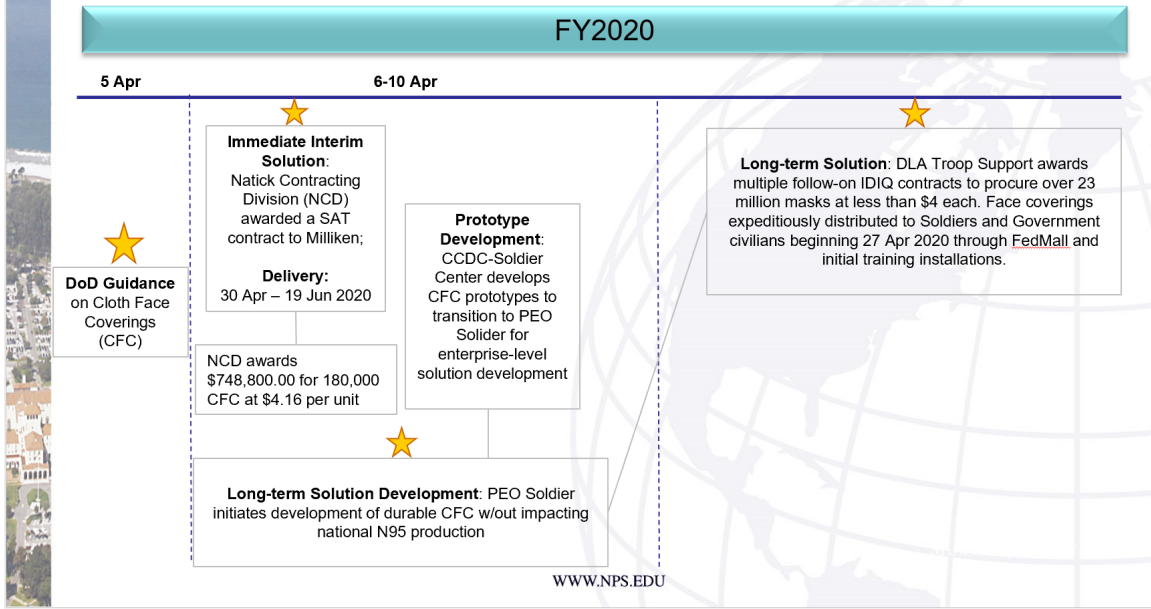 FY2020
5 Apr
6-10 Apr
DoD Guidance
on Cloth Face
Coverings
(CFC)
Immediate Interim
Solution:
Natick Contracting
Division (NCD)
awarded a SAT
contract to Milliken;
Delivery:
30 Apr – 19 Jun 2020
NCD awards
$748,800.00 for 180,000
CFC at $4.16 per unit
Prototype
Development:
CCDC-Soldier
Center develops
CFC prototypes to
transition to PEO
Solider for
enterprise-level
solution development
Long-term Solution Development: PEO Soldier
initiates development of durable CFC w/out impacting
national N95 production
Long-term Solution: DLA Troop Support awards
multiple follow-on IDIQ contracts to procure over 23
million masks at less than $4 each. Face coverings
expeditiously distributed to Soldiers and Government
civilians beginning 27 Apr 2020 through FedMall and
initial training installations.
WWW.NPS.EDU